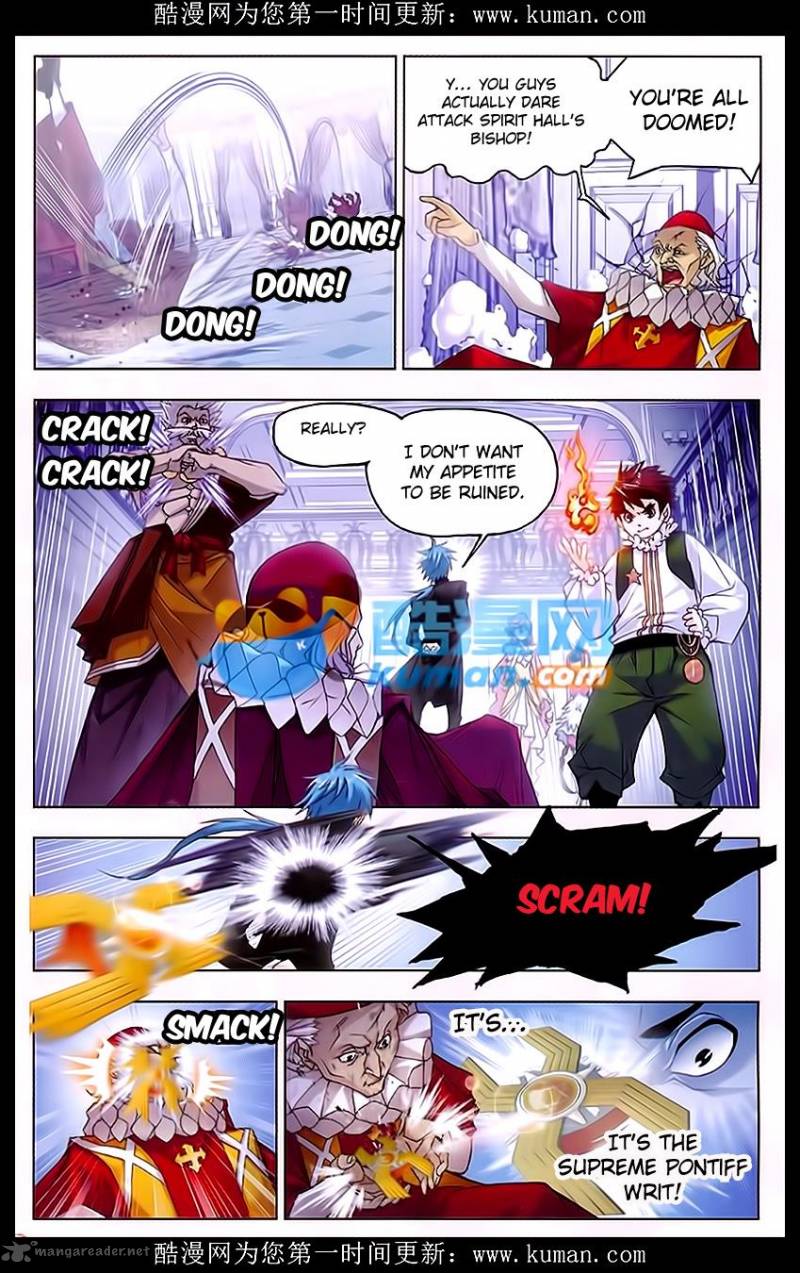 酷漫网为您第一时间更新：www.kuman.com
DONG!
DONG!
DONG!
Y... YOU GUYS
ACTUALLY DARE
ATTACK SPIRIT HALL'S
BISHOP!
YOU'RE ALL
DOOMED!
CRACK!
CRACK!
REALLY?
I DON'T WANT
MY APPETITE
TO BE RUINED.
酷漫网
kuman.com
SCRAM!
SMACK!
IT'S...
IT'S THE
SUPREME PONTIFF
WRIT!
mangareader.net
酷漫网为您第一时间更新：www.kuman.com